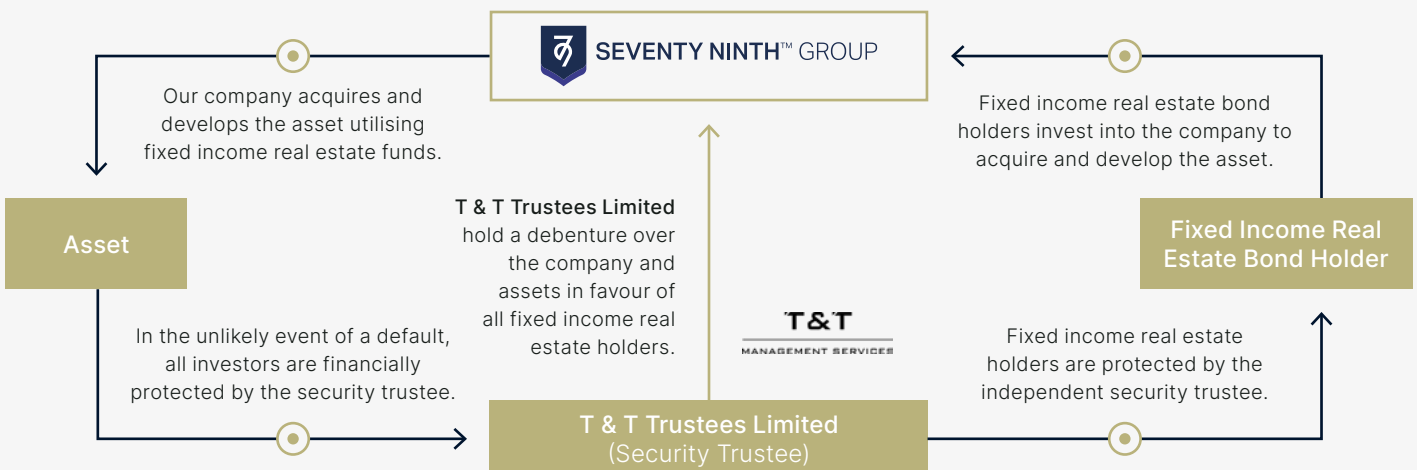 SEVENTY NINTH™ GROUP
Our company acquires and
develops the asset utilising
fixed income real estate funds.
Fixed income real estate bond
holders invest into the company to
acquire and develop the asset.
Asset
T & T Trustees Limited
hold a debenture over
the company and
assets in favour of
all fixed income real
estate holders.
Fixed Income Real
Estate Bond Holder
In the unlikely event of a default,
all investors are financially
protected by the security trustee.
T&T
MANAGEMENT SERVICES
Fixed income real estate
holders are protected by the
independent security trustee.
T & T Trustees Limited
(Security Trustee)